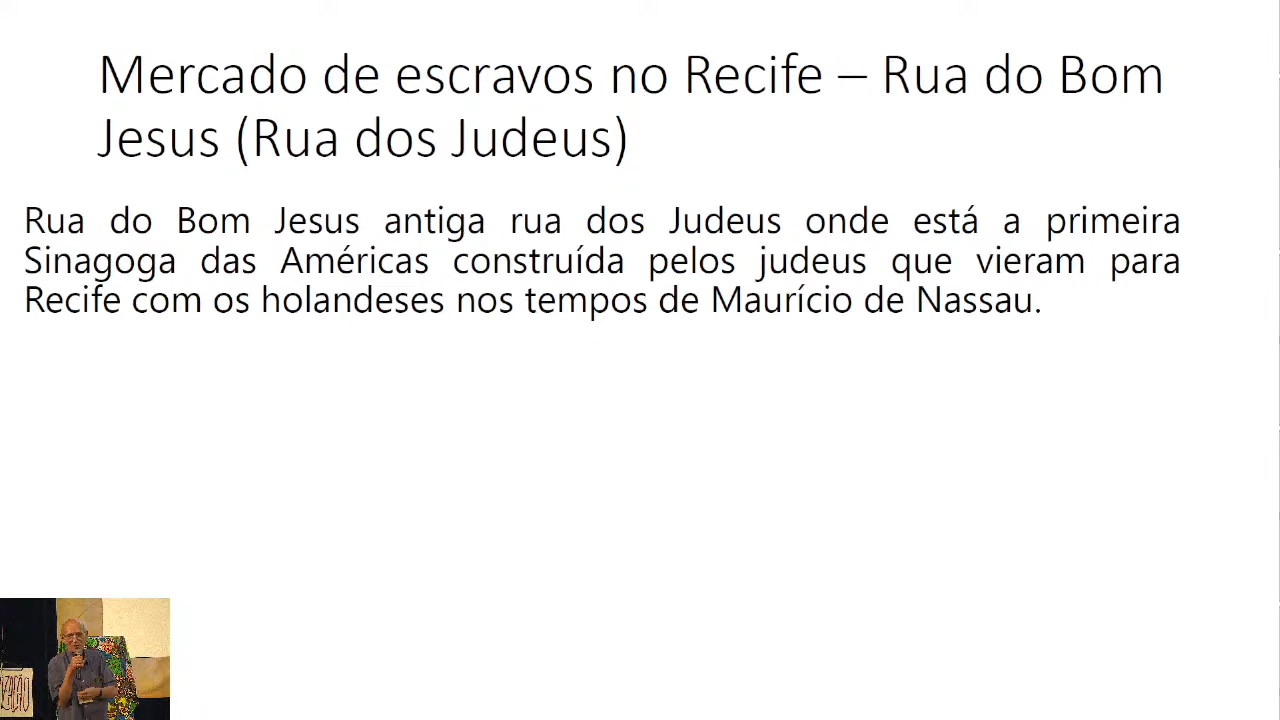 Mercado de escravos no Recife – Rua do Bom
Jesus (Rua dos Judeus)
Rua do Bom Jesus antiga rua dos Judeus onde está a primeira
Sinagoga das Américas construída pelos judeus que vieram para
Recife com os holandeses nos tempos de Maurício de Nassau.